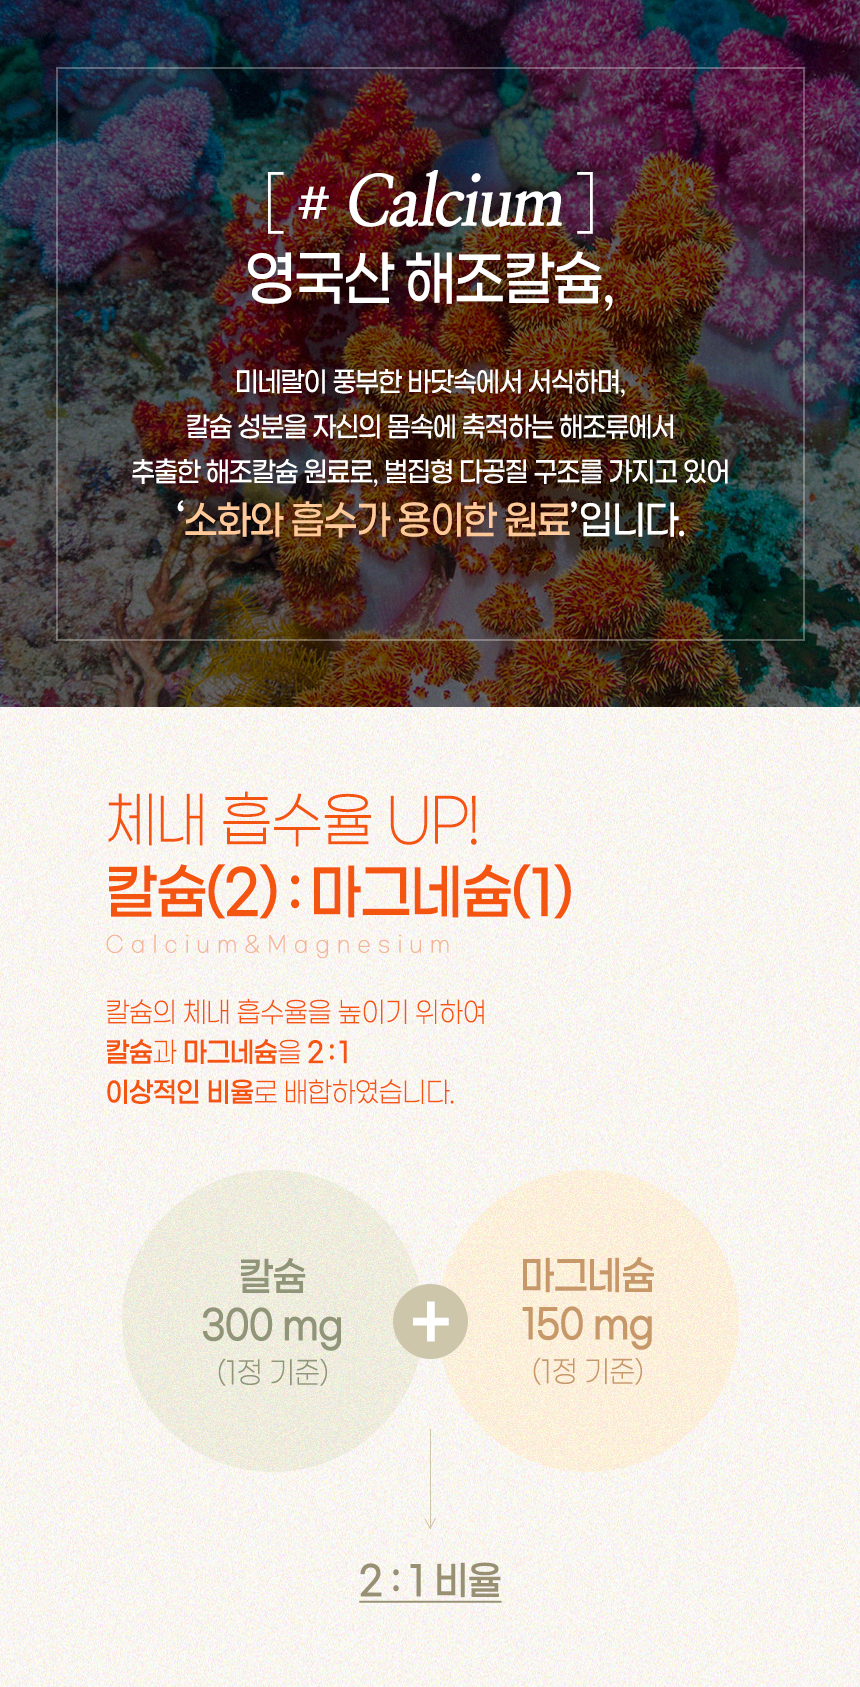 [ # Calcium ]
영국산 해조칼슘,
미네랄이 풍부한 바닷속에서 서식하며,
칼슘 성분을 자신의 몸속에 축적하는 해조류에서
추출한 해조칼슘 원료로, 벌집형 다공질 구조를 가지고 있어
‘소화와 흡수가 용이한 원료’입니다.
체내 흡수율 UP!
칼슘(2) : 마그네슘(1)
Calcium&Magnesium
칼슘의 체내 흡수율을 높이기 위하여
칼슘과 마그네슘을 2 : 1
이상적인 비율로 배합하였습니다.
칼슘
300 mg
(1정 기준)
+
마그네슘
150 mg
(1정 기준)
2 : 1 비율